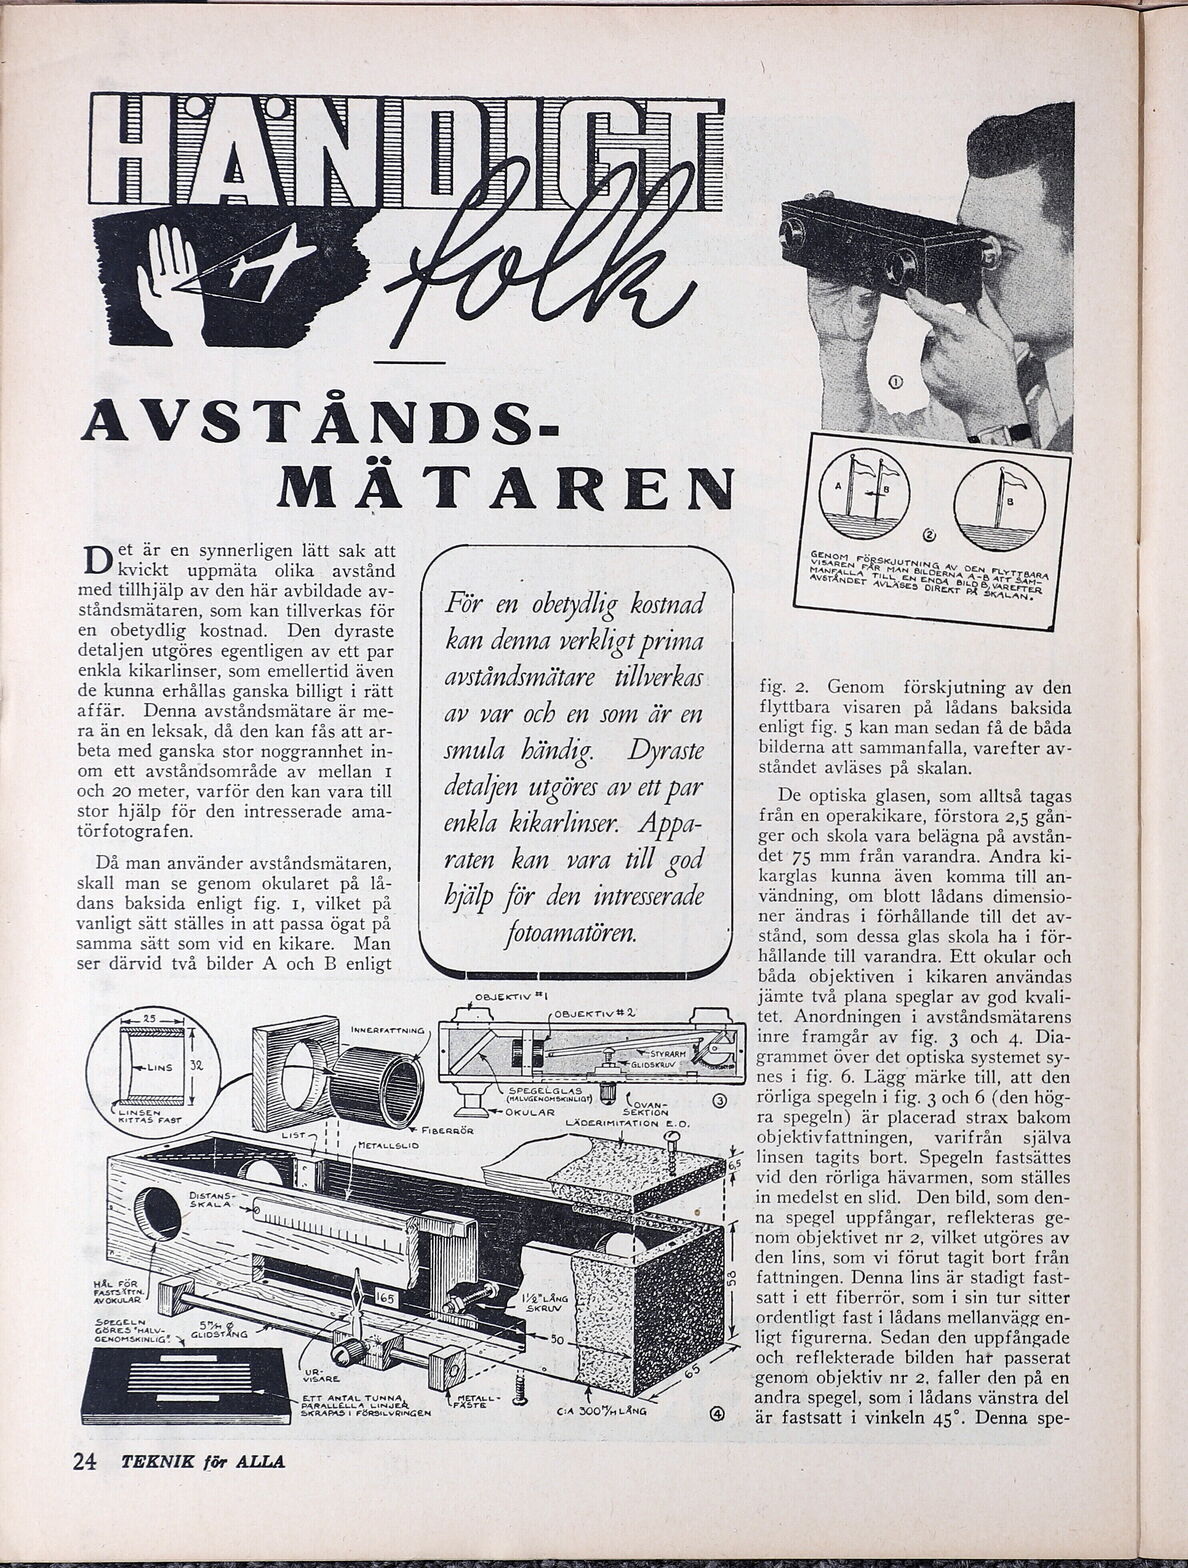 HÄNDIGT
folk
AVSTÅNDS-
MÄTAREN
Det är en synnerligen lätt sak att
kvickt uppmäta olika avstånd
med tillhjälp av den här avbildade av-
ståndsmätaren, som kan tillverkas för
en obetydlig kostnad. Den dyraste
detaljen utgöres egentligen av ett par
enkla kikarlinser, som emellertid även
de kunna erhållas ganska billigt i rätt
affär. Denna avståndsmätare är me-
ra än en leksak, då den kan fås att ar-
beta med ganska stor noggrannhet in-
om ett avståndsområde av mellan 1
och 20 meter, varför den kan vara till
stor hjälp för den intresserade ama-
törfotografen.
Då man använder avståndsmätaren,
skall man se genom okularet på lå-
dans baksida enligt fig. 1, vilket på
vanligt sätt ställes in att passa ögat på
samma sätt som vid en kikare. Man
ser därvid två bilder A och B enligt
För en obetydlig kostnad
kan denna verkligt prima
avståndsmätare tillverkas
av var och en som är en
smula händig. Dyraste
detaljen utgöres av ett par
enkla kikarlinser. Appa-
raten kan vara till god
hjälp för den intresserade
fotoamatören.
1
A
B
B
2
GENOM FÖRSKJUTNING AV DEN FLYTTBARA
VISAREN FÅR MAN BILDERNA A-B ATT SAM-
MANFALLA TILL EN ENDA BILD B, VAREFTER
AVSTÅNDET AVLÄSES DIREKT PÅ SKALAN.
fig. 2. Genom förskjutning av den
flyttbara visaren på lådans baksida
enligt fig. 5 kan man sedan få de båda
bilderna att sammanfalla, varefter av-
ståndet avläses på skalan.
De optiska glasen, som alltså tagas
från en operakikare, förstora 2,5 gån-
ger och skola vara belägna på avstån-
det 75 mm från varandra. Andra ki-
karglas kunna även komma till an-
vändning, om blott lådans dimensio-
ner ändras i förhållande till det av-
stånd, som dessa glas skola ha i för-
hållande till varandra. Ett okular och
båda objektiven i kikaren användas
jämte två plana speglar av god kvali-
tet. Anordningen i avståndsmätarens
inre framgår av fig. 3 och 4. Dia-
grammet över det optiska systemet sy-
nes i fig. 6. Lägg märke till, att den
rörliga spegeln i fig. 3 och 6 (den hög-
ra spegeln) är placerad strax bakom
objektivfattningen, varifrån själva
linsen tagits bort. Spegeln fastsättes
vid den rörliga hävarmen, som ställes
in medelst en slid. Den bild, som den-
na spegel uppfångar, reflekteras ge-
nom objektivet nr 2, vilket utgöres av
den lins, som vi förut tagit bort från
fattningen. Denna lins är stadigt fast-
satt i ett fiberrör, som i sin tur sitter
ordentligt fast i lådans mellanvägg en-
ligt figurerna. Sedan den uppfångade
och reflekterade bilden har passerat
genom objektiv nr 2, faller den på en
andra spegel, som i lådans vänstra del
är fastsatt i vinkeln 45°. Denna spe-
25
LINS
32
LINSEN
KITTAS FAST
INNERFATTNING
FIBERRÖR
OBJEKTIV #1
OBJEKTIV #2
STYRARM
GLIDSKRUV
SPEGELGLAS
(HALVGENOMSKINLIGT)
OKULAR
OVAN-
SEKTION
3
LIST
METALLSLID
LÄDERIMITATION E.D.
6,5
DISTANS-
SKALA
HÅL FÖR
FASTSÄTTN.
AV OKULAR
SPEGELN
GÖRES "HALV-
GENOMSKINLIG"
5 m/m Ø
GLIDSTÅNG
165
1½" LÅNG
SKRUV
50
58
65
UR-
VISARE
ETT ANTAL TUNNA
PARALLELLA LINJER
SKRAPAS I FÖRSILVRINGEN
METALL-
FÄSTE
C:A 300 m/m LÅNG
4
24 TEKNIK för ALLA